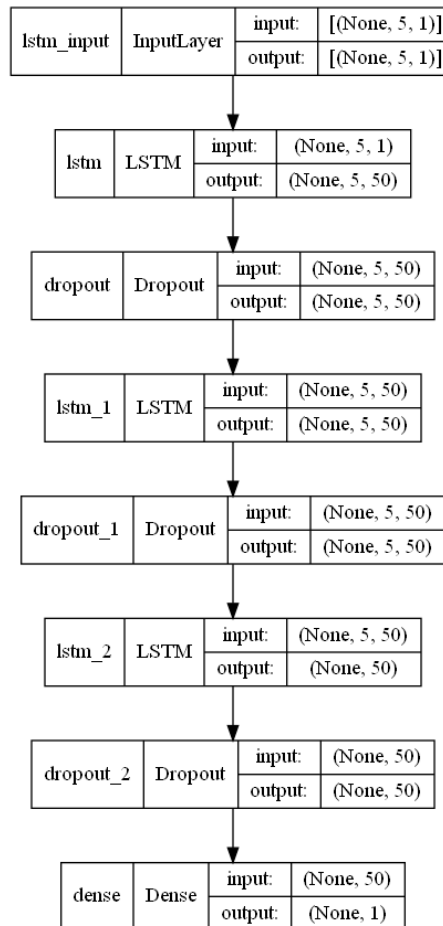 lstm_input InputLayer input: [(None, 5, 1)]
output: [(None, 5, 1)]
lstm LSTM input: (None, 5, 1)
output: (None, 5, 50)
dropout Dropout input: (None, 5, 50)
output: (None, 5, 50)
lstm_1 LSTM input: (None, 5, 50)
output: (None, 5, 50)
dropout_1 Dropout input: (None, 5, 50)
output: (None, 5, 50)
lstm_2 LSTM input: (None, 5, 50)
output: (None, 50)
dropout_2 Dropout input: (None, 50)
output: (None, 50)
dense Dense input: (None, 50)
output: (None, 1)